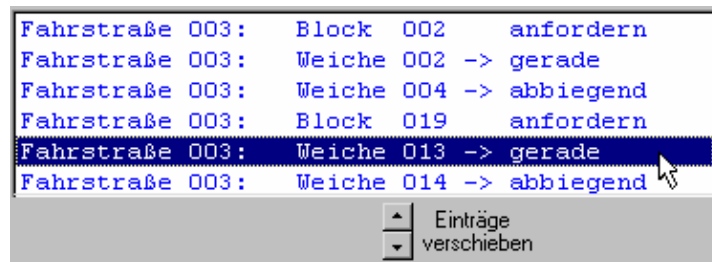 Fahrstraße 003: Block 002 anfordern
Fahrstraße 003: Weiche 002 -> gerade
Fahrstraße 003: Weiche 004 -> abbiegend
Fahrstraße 003: Block 019 anfordern
Fahrstraße 003: Weiche 013 -> gerade
Fahrstraße 003: Weiche 014 -> abbiegend
Einträge
verschieben